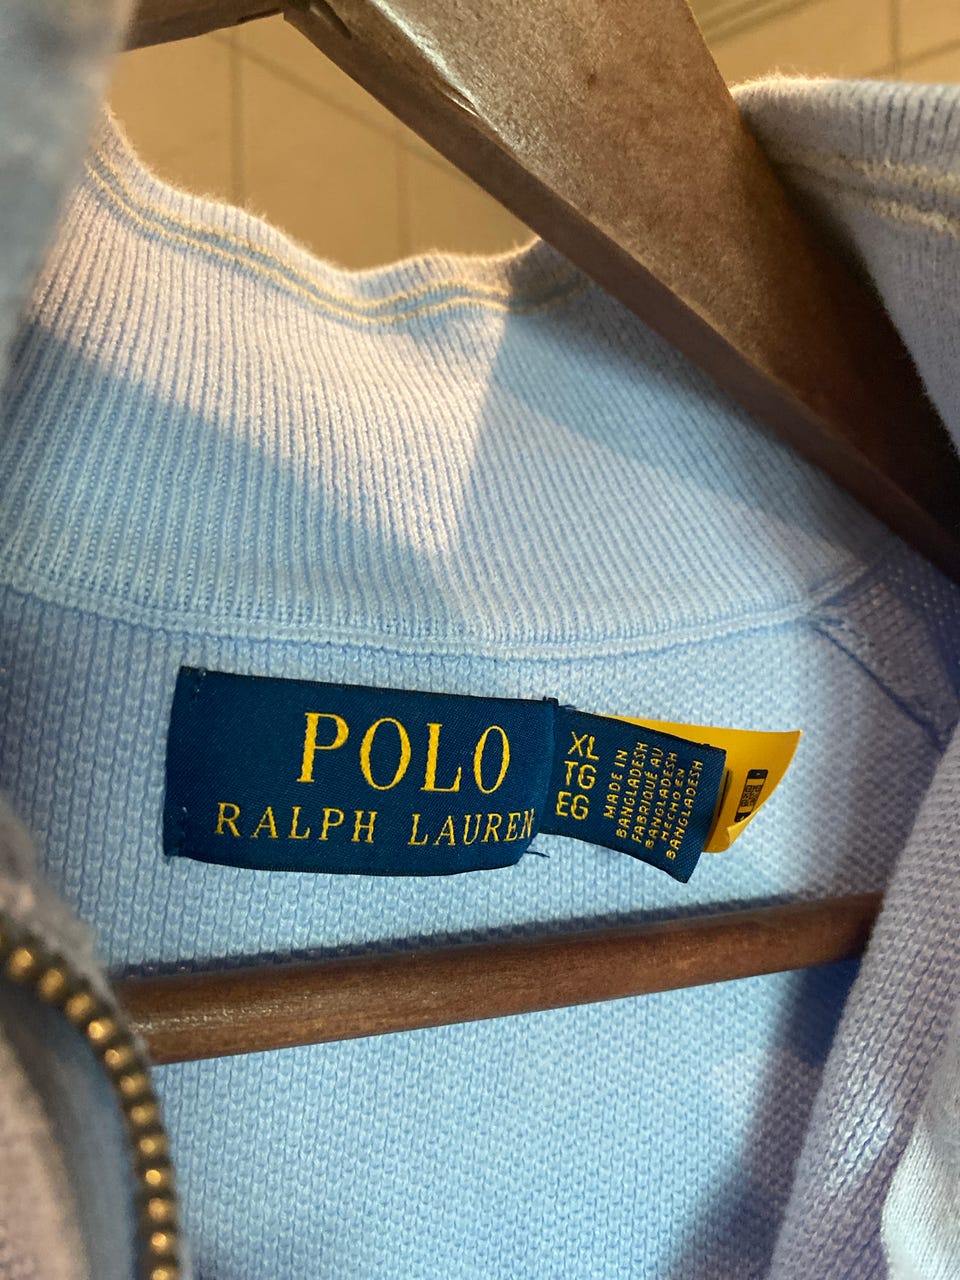 POLO
RALPH LAUREN
XL
TG
EG
MADE IN
BANGLADESH
FABRIQUÉ AU
BANGLADESH
HECHO EN
BANGLADESH